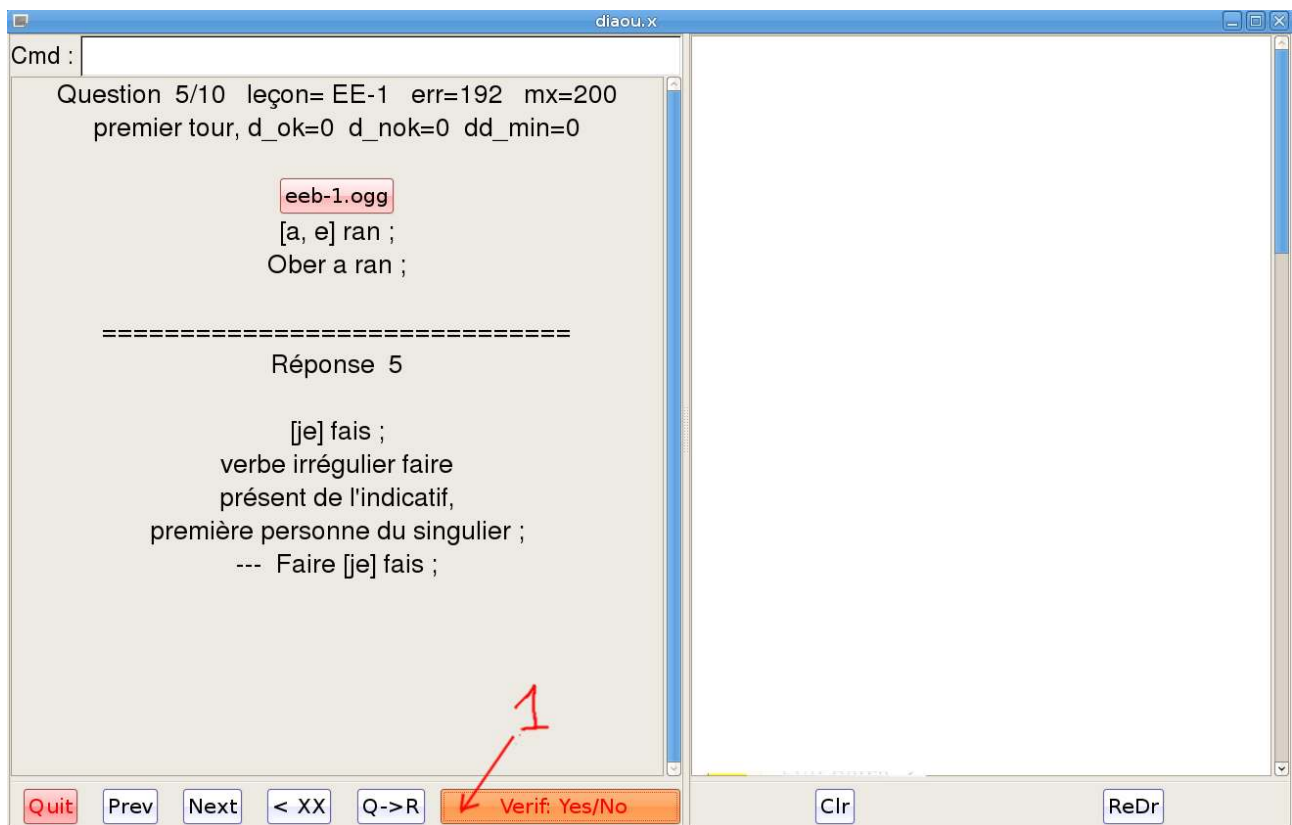 diaou.x
Cmd :
Question 5/10 leçon= EE-1 err=192 mx=200
premier tour, d_ok=0 d_nok=0 dd_min=0
eeb-1.ogg
[a, e] ran ;
Ober a ran ;
==============================
Réponse 5
[je] fais ;
verbe irrégulier faire
présent de l'indicatif,
première personne du singulier ;
--- Faire [je] fais ;
1
Quit Prev Next < XX Q->R Verif: Yes/No Clr ReDr